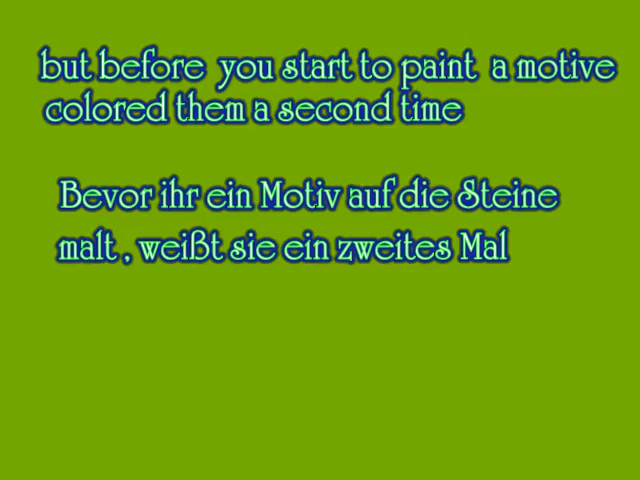 but before you start to paint a motive
colored them a second time
Bevor ihr ein Motiv auf die Steine
malt , weißt sie ein zweites Mal